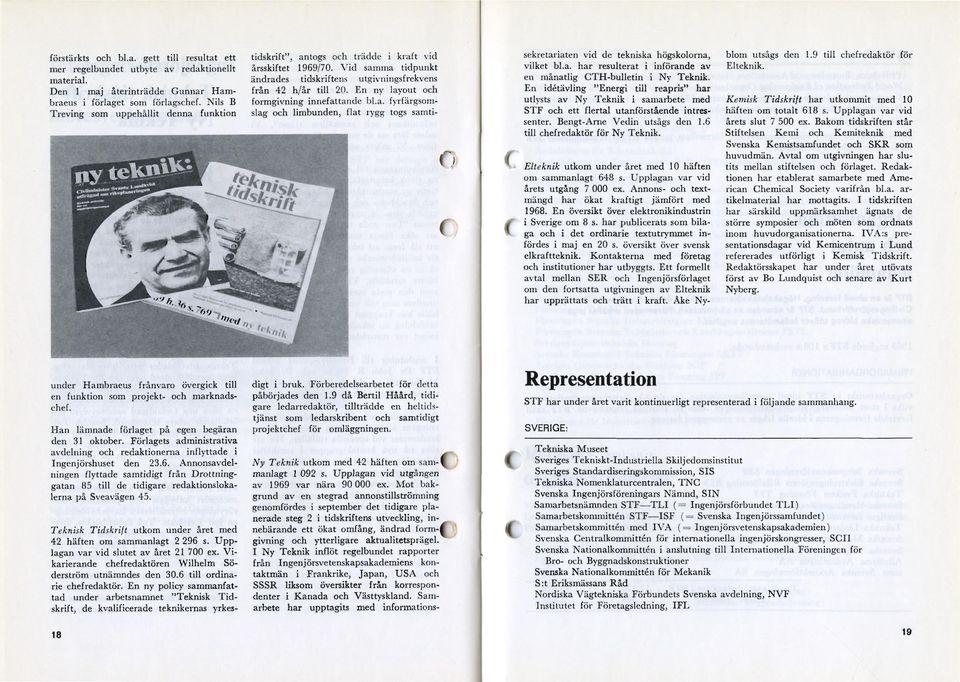 förstärkts och bl.a. gett till resultat ett
mer regelbundet utbyte av redaktionellt
material.
Den 1 maj återinträdde Gunnar Ham-
braeus i förlaget som förlagschef. Nils B
Treving som uppehållit denna funktion
tidskrift", antogs och trädde i kraft vid
årsskiftet 1969/70. Vid samma tidpunkt
ändrades tidskriftens utgivningsfrekvens
från 42 h/år till 20. En ny layout och
formgivning innefattande bl.a. fyrfärgsom-
slag och limbunden, flat rygg togs samti-
ny teknik:
Civilminister Svante Lundkvist
utfrågad om riksplaneringen
teknisk
tidskrift
med ny teknik
under Hambraeus frånvaro övergick till
en funktion som projekt- och marknads-
chef.
Han lämnade förlaget på egen begäran
den 31 oktober. Förlagets administrativa
avdelning och redaktionerna inflyttade i
Ingenjörshuset den 23.6. Annonsavdel-
ningen flyttade samtidigt från Drottning-
gatan 85 till de tidigare redaktionsloka-
lerna på Sveavägen 45.
Teknisk Tidskrift utkom under året med
42 häften om sammanlagt 2 296 s. Upp-
lagan var vid slutet av året 21 700 ex. Vi-
karierande chefredaktören Wilhelm Sö-
derström utnämndes den 30.6 till ordina-
rie chefredaktör. En ny policy sammanfat-
tad under arbetsnamnet "Teknisk Tid-
skrift, de kvalificerade teknikernas yrkes-
digt i bruk. Förberedelsearbetet för detta
påbörjades den 1.9 då Bertil Håård, tidi-
gare ledarredaktör, tillträdde en heltids-
tjänst som ledarskribent och samtidigt
projektchef för omläggningen.
Ny Teknik utkom med 42 häften om sam-
manlagt 1 092 s. Upplagan vid utgången
av 1969 var nära 90 000 ex. Mot bak-
grund av en stegrad annonstillströmning
genomfördes i september det tidigare pla-
nerade steg 2 i tidskriftens utveckling, in-
nebärande ett ökat omfång, ändrad form-
givning och ytterligare aktualitetsprägel.
I Ny Teknik inflöt regelbundet rapporter
från Ingenjörsvetenskapsakademiens kon-
taktmän i Frankrike, Japan, USA och
SSSR liksom översikter från korrespon-
denter i Kanada och Västtyskland. Sam-
arbete har upptagits med informations-
18
sekretariaten vid de tekniska högskolorna,
vilket bl.a. har resulterat i införande av
en månatlig CTH-bulletin i Ny Teknik.
En idétävling "Energi till reapris" har
utlysts av Ny Teknik i samarbete med
STF och ett flertal utanförstående intres-
senter. Bengt-Arne Vedin utsågs den 1.6
till chefredaktör för Ny Teknik.
Elteknik utkom under året med 10 häften
om sammanlagt 648 s. Upplagan var vid
årets utgång 7 000 ex. Annons- och text-
mängd har ökat kraftigt jämfört med
1968. En översikt över elektronikindustrin
i Sverige om 8 s. har publicerats som bila-
ga och i det ordinarie textutrymmet in-
fördes i maj en 20 s. översikt över svensk
elkraftteknik. Kontakterna med företag
och institutioner har utbyggts. Ett formellt
avtal mellan SER och Ingenjörsförlaget
om den fortsatta utgivningen av Elteknik
har upprättats och trätt i kraft. Åke Ny-
blom utsågs den 1.9 till chefredaktör för
Elteknik.
Kemisk Tidskrift har utkommit med 10
häften om totalt 618 s. Upplagan var vid
årets slut 7 500 ex. Bakom tidskriften står
Stiftelsen Kemi och Kemiteknik med
Svenska Kemistsamfundet och SKR som
huvudmän. Avtal om utgivningen har slu-
tits mellan stiftelsen och förlaget. Redak-
tionen har etablerat samarbete med Ame-
rican Chemical Society varifrån bl.a. ar-
tikelmaterial har mottagits. I tidskriften
har särskild uppmärksamhet ägnats de
större symposier och möten som ordnats
inom huvudorganisationerna. IVA:s pre-
sentationsdagar vid Kemicentrum i Lund
refererades utförligt i Kemisk Tidskrift.
Redaktörsskapet har under året utövats
först av Bo Lundquist och senare av Kurt
Nyberg.
Representation
STF har under året varit kontinuerligt representerad i följande sammanhang.
SVERIGE:
Tekniska Museet
Sveriges Tekniskt-Industriella Skiljedomsinstitut
Sveriges Standardiseringskommission, SIS
Tekniska Nomenklaturcentralen, TNC
Svenska Ingenjörsföreningars Nämnd, SIN
Samarbetsnämnden STF—TLI (= Ingenjörsförbundet TLI)
Samarbetskommittén STF—ISF (= Svenska Ingenjörssamfundet)
Samarbetskommittén med IVA (= Ingenjörsvetenskapsakademien)
Svenska Centralkommittén för internationella ingenjörskongresser, SCII
Svenska Nationalkommittén i anslutning till Internationella Föreningen för
Bro- och Byggnadskonstruktioner
Svenska Nationalkommittén för Mekanik
S:t Eriksmässans Råd
Nordiska Vägtekniska Förbundets Svenska avdelning, NVF
Institutet för Företagsledning, IFL
19